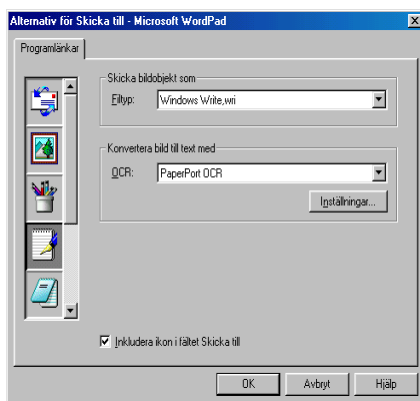 Alternativ för Skicka till - Microsoft WordPad
Programlänkar
Skicka bildobjekt som
Filtyp:
Windows Write,wri
Konvertera bild till text med
OCR:
PaperPort OCR
Inställningar...
Inkludera ikon i fältet Skicka till
OK
Avbryt
Hjälp